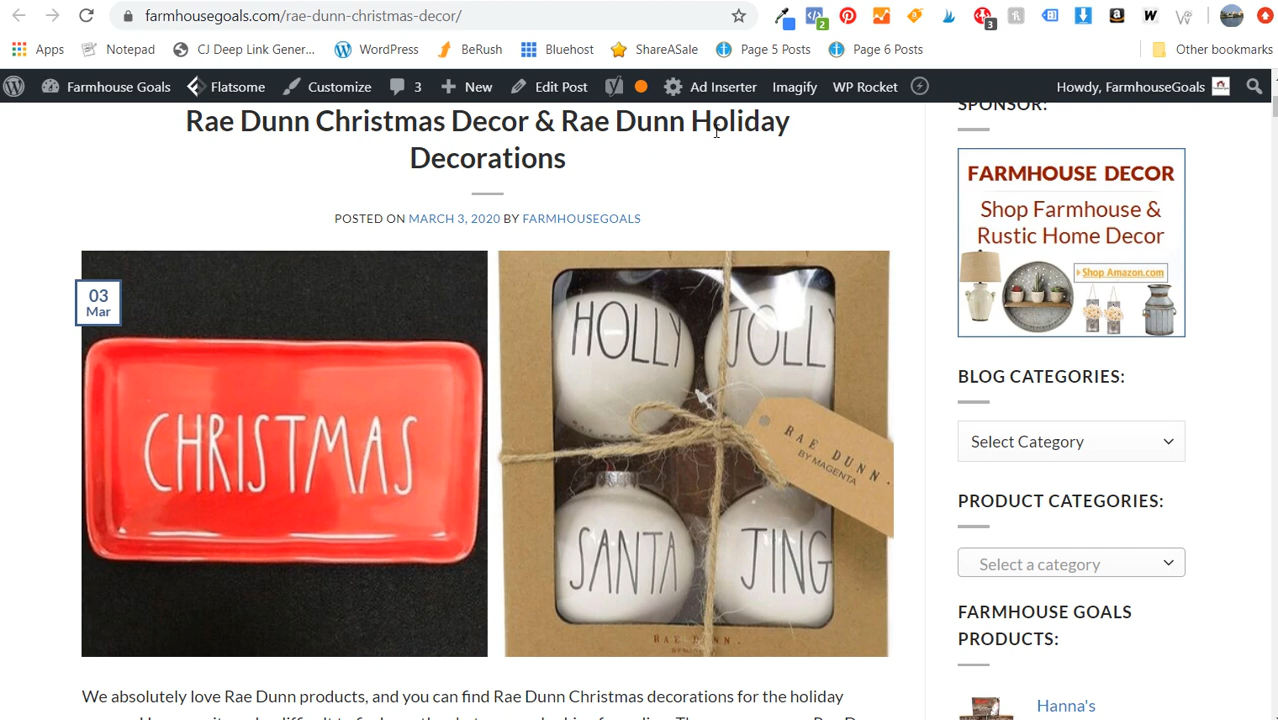 farmhousegoals.com/rae-dunn-christmas-decor/
2
3
Apps
Notepad
CJ Deep Link Gener...
WordPress
BeRush
Bluehost
ShareASale
Page 5 Posts
Page 6 Posts
Other bookmarks
Farmhouse Goals
Flatsome
Customize
3
New
Edit Post
Ad Inserter
Imagify
WP Rocket
Howdy, FarmhouseGoals
Rae Dunn Christmas Decor & Rae Dunn Holiday
Decorations
POSTED ON MARCH 3, 2020 BY FARMHOUSEGOALS
03
Mar
CHRISTMAS
HOLLY
JOLLY
SANTA
JING
RAE DUNN.
BY MAGENTA
RAE DUNN.
We absolutely love Rae Dunn products, and you can find Rae Dunn Christmas decorations for the holiday
SPONSOR:
FARMHOUSE DECOR
Shop Farmhouse &
Rustic Home Decor
Shop Amazon.com
BLOG CATEGORIES:
Select Category
PRODUCT CATEGORIES:
Select a category
FARMHOUSE GOALS
PRODUCTS:
Hanna's